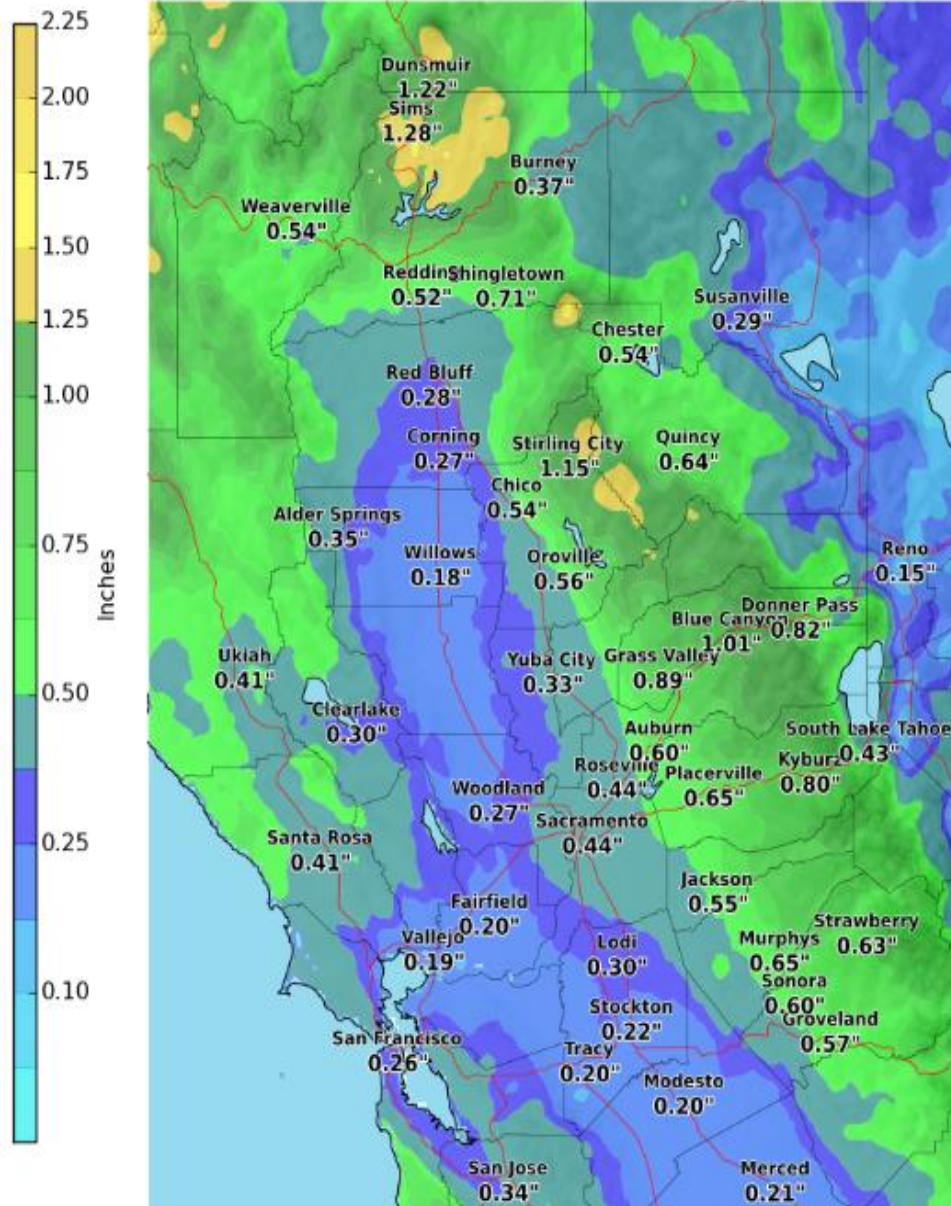 2.25
2.00
1.75
1.50
1.25
1.00
0.75
0.50
0.25
0.10
Inches
Dunsmuir
1.22"
Sims
1.28"
Burney
0.37"
Weaverville
0.54"
Redding
0.52"
Shingletown
0.71"
Susanville
0.29"
Chester
0.54"
Red Bluff
0.28"
Corning
0.27"
Stirling City
1.15"
Quincy
0.64"
Chico
0.54"
Alder Springs
0.35"
Willows
0.18"
Oroville
0.56"
Reno
0.15"
Donner Pass
0.82"
Blue Canyon
1.01"
Ukiah
0.41"
Yuba City
0.33"
Grass Valley
0.89"
Clearlake
0.30"
Auburn
0.60"
South Lake Tahoe
0.43"
Roseville
0.44"
Placerville
0.65"
Kyburz
0.80"
Woodland
0.27"
Sacramento
0.44"
Santa Rosa
0.41"
Jackson
0.55"
Fairfield
0.20"
Strawberry
0.63"
Vallejo
0.19"
Lodi
0.30"
Murphys
0.65"
Sonora
0.60"
Stockton
0.22"
Groveland
0.57"
San Francisco
0.26"
Tracy
0.20"
Modesto
0.20"
San Jose
0.34"
Merced
0.21"